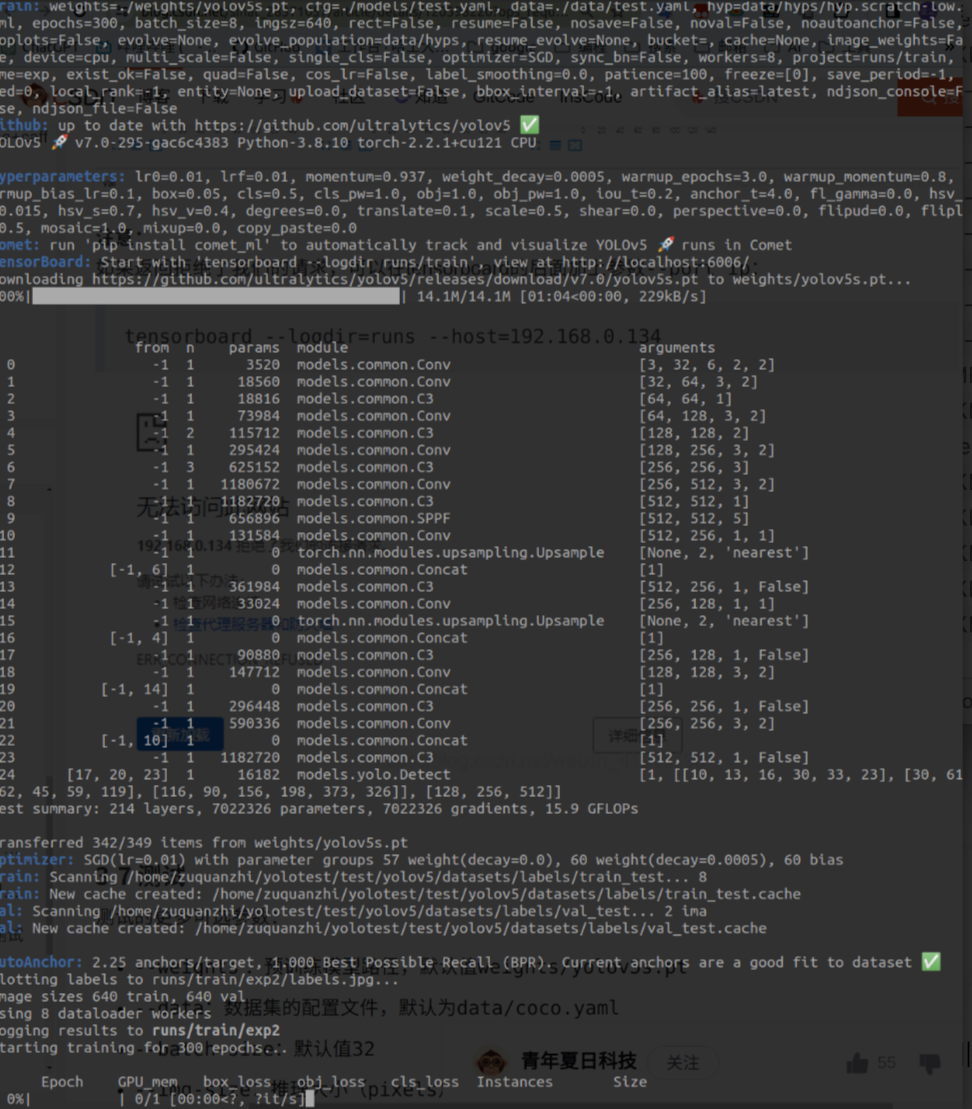 rain: weights=./weights/yolov5s.pt, cfg=./models/test.yaml, data=./data/test.yaml, hyp=data/hyps/hyp.scratch-low.
ml, epochs=300, batch_size=8, imgsz=640, rect=False, resume=False, nosave=False, noval=False, noautoanchor=False,
oplots=False, evolve=None, evolve_population=data/hyps, resume_evolve=None, bucket=, cache=None, image_weights=Fa
e, device=cpu, multi_scale=False, single_cls=False, optimizer=SGD, sync_bn=False, workers=8, project=runs/train,
me=exp, exist_ok=False, quad=False, cos_lr=False, label_smoothing=0.0, patience=100, freeze=[0], save_period=-1,
ed=0, local_rank=-1, entity=None, upload_dataset=False, bbox_interval=-1, artifact_alias=latest, ndjson_console=F
se, ndjson_file=False
ithub: up to date with https://github.com/ultralytics/yolov5 ✅
OLOv5 🚀 v7.0-295-gac6c4383 Python-3.8.10 torch-2.2.1+cu121 CPU
yperparameters: lr0=0.01, lrf=0.01, momentum=0.937, weight_decay=0.0005, warmup_epochs=3.0, warmup_momentum=0.8,
rmup_bias_lr=0.1, box=0.05, cls=0.5, cls_pw=1.0, obj=1.0, obj_pw=1.0, iou_t=0.2, anchor_t=4.0, fl_gamma=0.0, hsv_
0.015, hsv_s=0.7, hsv_v=0.4, degrees=0.0, translate=0.1, scale=0.5, shear=0.0, perspective=0.0, flipud=0.0, flipl
0.5, mosaic=1.0, mixup=0.0, copy_paste=0.0
omet: run 'pip install comet_ml' to automatically track and visualize YOLOv5 🚀 runs in Comet
ensorBoard: Start with 'tensorboard --logdir runs/train', view at http://localhost:6006/
ownloading https://github.com/ultralytics/yolov5/releases/download/v7.0/yolov5s.pt to weights/yolov5s.pt...
00%| | 14.1M/14.1M [01:04<00:00, 229kB/s]
tensorboard --logdir=runs --host=192.168.0.134
from n params module arguments
0 -1 1 3520 models.common.Conv [3, 32, 6, 2, 2]
1 -1 1 18560 models.common.Conv [32, 64, 3, 2]
2 -1 1 18816 models.common.C3 [64, 64, 1]
3 -1 1 73984 models.common.Conv [64, 128, 3, 2]
4 -1 2 115712 models.common.C3 [128, 128, 2]
5 -1 1 295424 models.common.Conv [128, 256, 3, 2]
6 -1 3 625152 models.common.C3 [256, 256, 3]
7 -1 1 1180672 models.common.Conv [256, 512, 3, 2]
8 -1 1 1182720 models.common.C3 [512, 512, 1]
9 -1 1 656896 models.common.SPPF [512, 512, 5]
10 -1 1 131584 models.common.Conv [512, 256, 1, 1]
11 -1 1 0 torch.nn.modules.upsampling.Upsample [None, 2, 'nearest']
12 [-1, 6] 1 0 models.common.Concat [1]
13 -1 1 361984 models.common.C3 [512, 256, 1, False]
14 -1 1 33024 models.common.Conv [256, 128, 1, 1]
15 -1 1 0 torch.nn.modules.upsampling.Upsample [None, 2, 'nearest']
16 [-1, 4] 1 0 models.common.Concat [1]
17 -1 1 90880 models.common.C3 [256, 128, 1, False]
18 -1 1 147712 models.common.Conv [128, 128, 3, 2]
19 [-1, 14] 1 0 models.common.Concat [1]
20 -1 1 296448 models.common.C3 [256, 256, 1, False]
21 -1 1 590336 models.common.Conv [256, 256, 3, 2]
22 [-1, 10] 1 0 models.common.Concat [1]
23 -1 1 1182720 models.common.C3 [512, 512, 1, False]
24 [17, 20, 23] 1 16182 models.yolo.Detect [1, [[10, 13, 16, 30, 33, 23], [30, 61
62, 45, 59, 119], [116, 90, 156, 198, 373, 326]], [128, 256, 512]]
est summary: 214 layers, 7022326 parameters, 7022326 gradients, 15.9 GFLOPs
ransferred 342/349 items from weights/yolov5s.pt
ptimizer: SGD(lr=0.01) with parameter groups 57 weight(decay=0.0), 60 weight(decay=0.0005), 60 bias
rain: Scanning /home/zuquanzhi/yolotest/test/yolov5/datasets/labels/train_test... 8
rain: New cache created: /home/zuquanzhi/yolotest/test/yolov5/datasets/labels/train_test.cache
al: Scanning /home/zuquanzhi/yolotest/test/yolov5/datasets/labels/val_test... 2 ima
al: New cache created: /home/zuquanzhi/yolotest/test/yolov5/datasets/labels/val_test.cache
utoAnchor: 2.25 anchors/target, 1.000 Best Possible Recall (BPR). Current anchors are a good fit to dataset ✅
lotting labels to runs/train/exp2/labels.jpg...
mage sizes 640 train, 640 val
sing 8 dataloader workers
数据集的配置文件，默认为data/coco.yaml
ogging results to runs/train/exp2
tarting training for 300 epochs...
默认值32
青年夏日科技
关注
55
Epoch GPU_mem box_loss obj_loss cls_loss Instances Size
0%| | 0/1 [00:00<?, ?it/s]